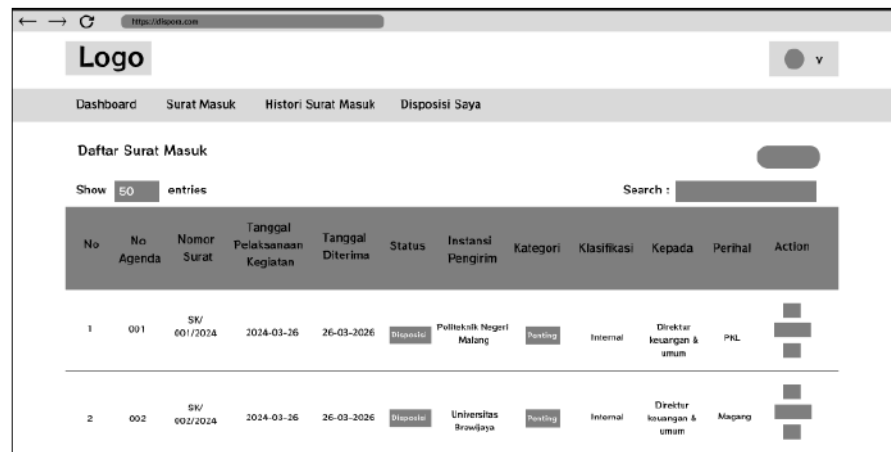 https://dispora.com
Logo
v
Dashboard Surat Masuk Histori Surat Masuk Disposisi Saya
Daftar Surat Masuk
Show 50 entries Search :
No No Agenda Nomor Surat Tanggal Pelaksanaan Kegiatan Tanggal Diterima Status Instansi Pengirim Kategori Klasifikasi Kepada Perihal Action
1 001 SK/ 001/2024 2024-03-26 26-03-2026 Disposisi Politeknik Negeri Malang Penting Internal Direktur keuangan & umum PKL
2 002 SK/ 002/2024 2024-03-26 26-03-2026 Disposisi Universitas Brawijaya Penting Internal Direktur keuangan & umum Magang